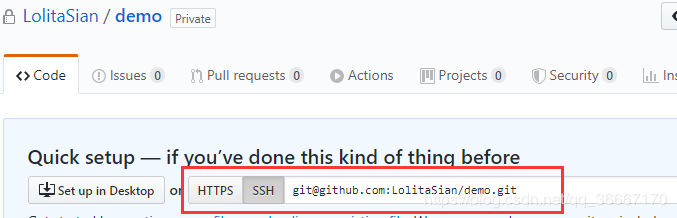 LolitaSian / demo Private
Code Issues 0 Pull requests 0 Actions Projects 0 Security 0 Ins
Quick setup — if you’ve done this kind of thing before
Set up in Desktop or HTTPS SSH git@github.com:LolitaSian/demo.git
https://blog.csdn.net/qq_36667170